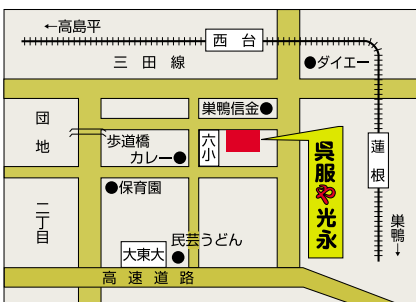 ←高島平
西台
三田線
●ダイエー
巣鴨信金●
団地
歩道橋
カレー●
六小
蓮根
呉服や光永
●保育園
二丁目
巣鴨→
民芸うどん
大東大
高速道路